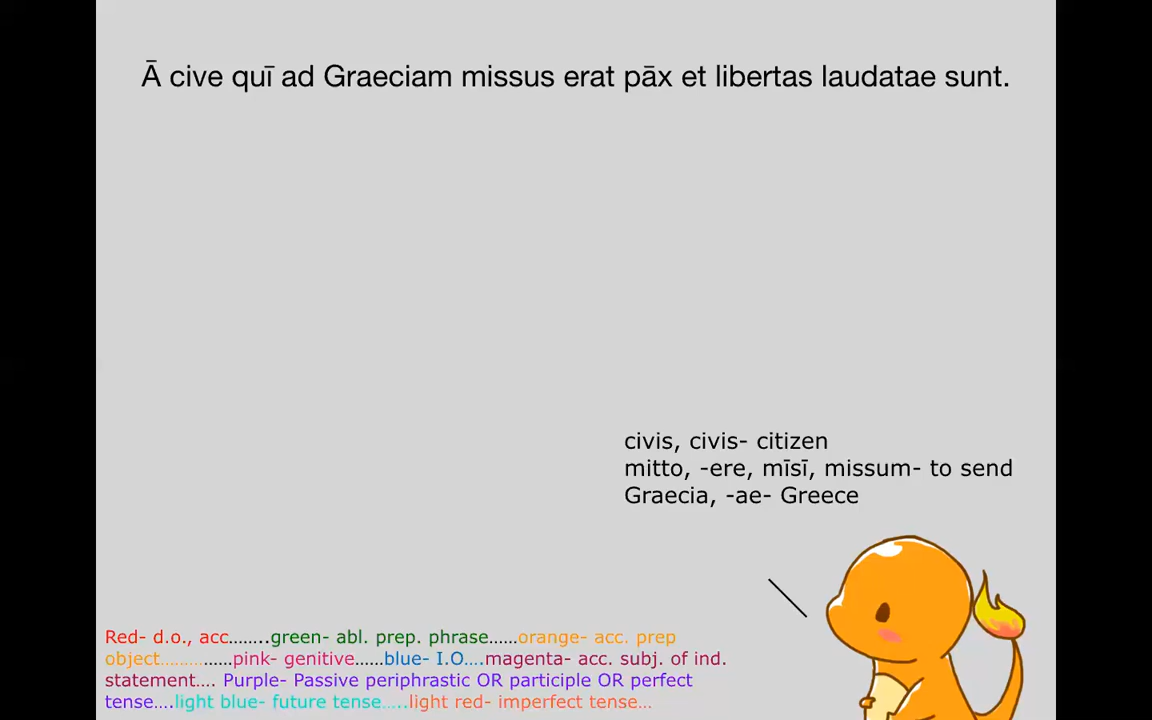 Ā cive quī ad Graeciam missus erat pāx et libertas laudatae sunt.
civis, civis- citizen
mitto, -ere, mīsī, missum- to send
Graecia, -ae- Greece
Red- d.o., acc........green- abl. prep. phrase......orange- acc. prep
object...............pink- genitive......blue- I.O....magenta- acc. subj. of ind.
statement.... Purple- Passive periphrastic OR participle OR perfect
tense....light blue- future tense.....light red- imperfect tense...